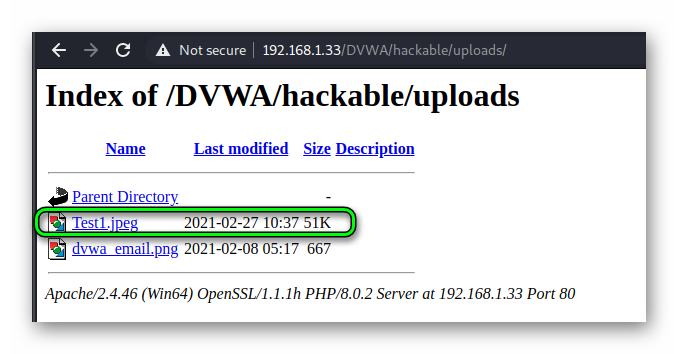 Not secure | 192.168.1.33/DVWA/hackable/uploads/
Index of /DVWA/hackable/uploads
Name Last modified Size Description
Parent Directory -
Test1.jpeg 2021-02-27 10:37 51K
dvwa_email.png 2021-02-08 05:17 667
Apache/2.4.46 (Win64) OpenSSL/1.1.1h PHP/8.0.2 Server at 192.168.1.33 Port 80